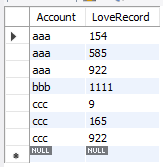 Account LoveRecord
aaa 154
aaa 585
aaa 922
bbb 1111
ccc 9
ccc 165
ccc 922
NULL NULL